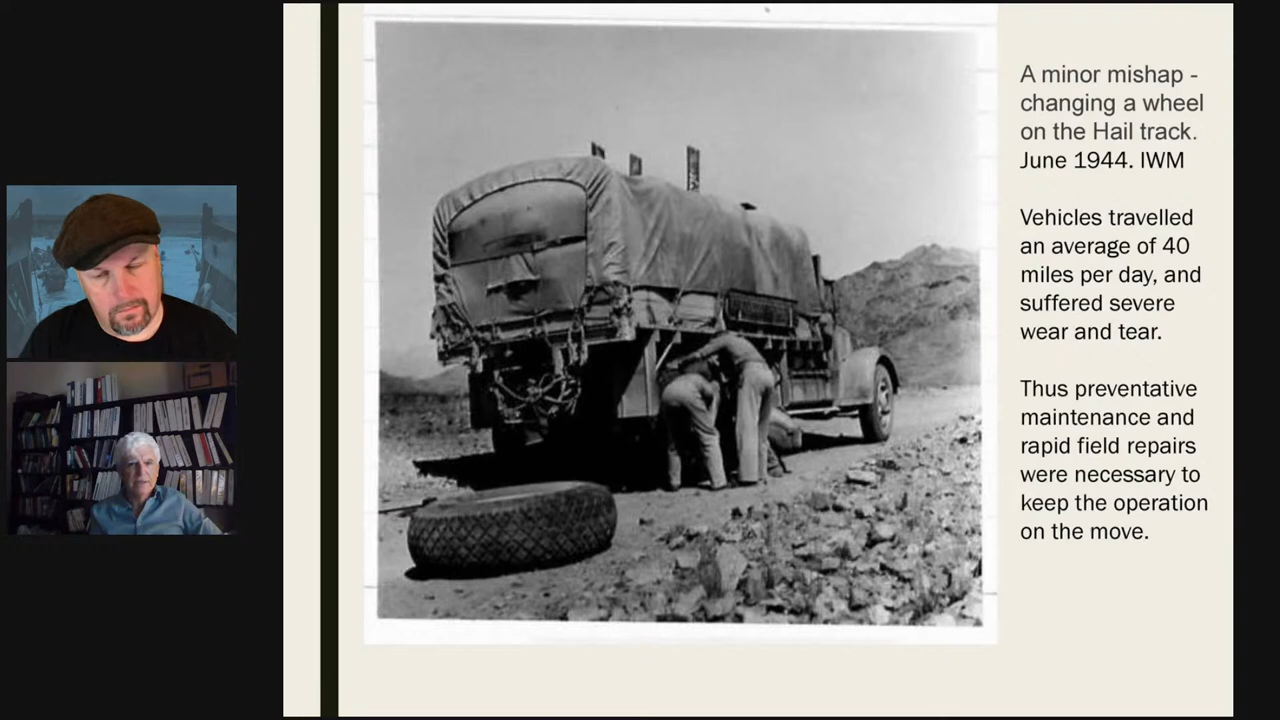 A minor mishap -
changing a wheel
on the Hail track.
June 1944. IWM
Vehicles travelled
an average of 40
miles per day, and
suffered severe
wear and tear.
Thus preventative
maintenance and
rapid field repairs
were necessary to
keep the operation
on the move.